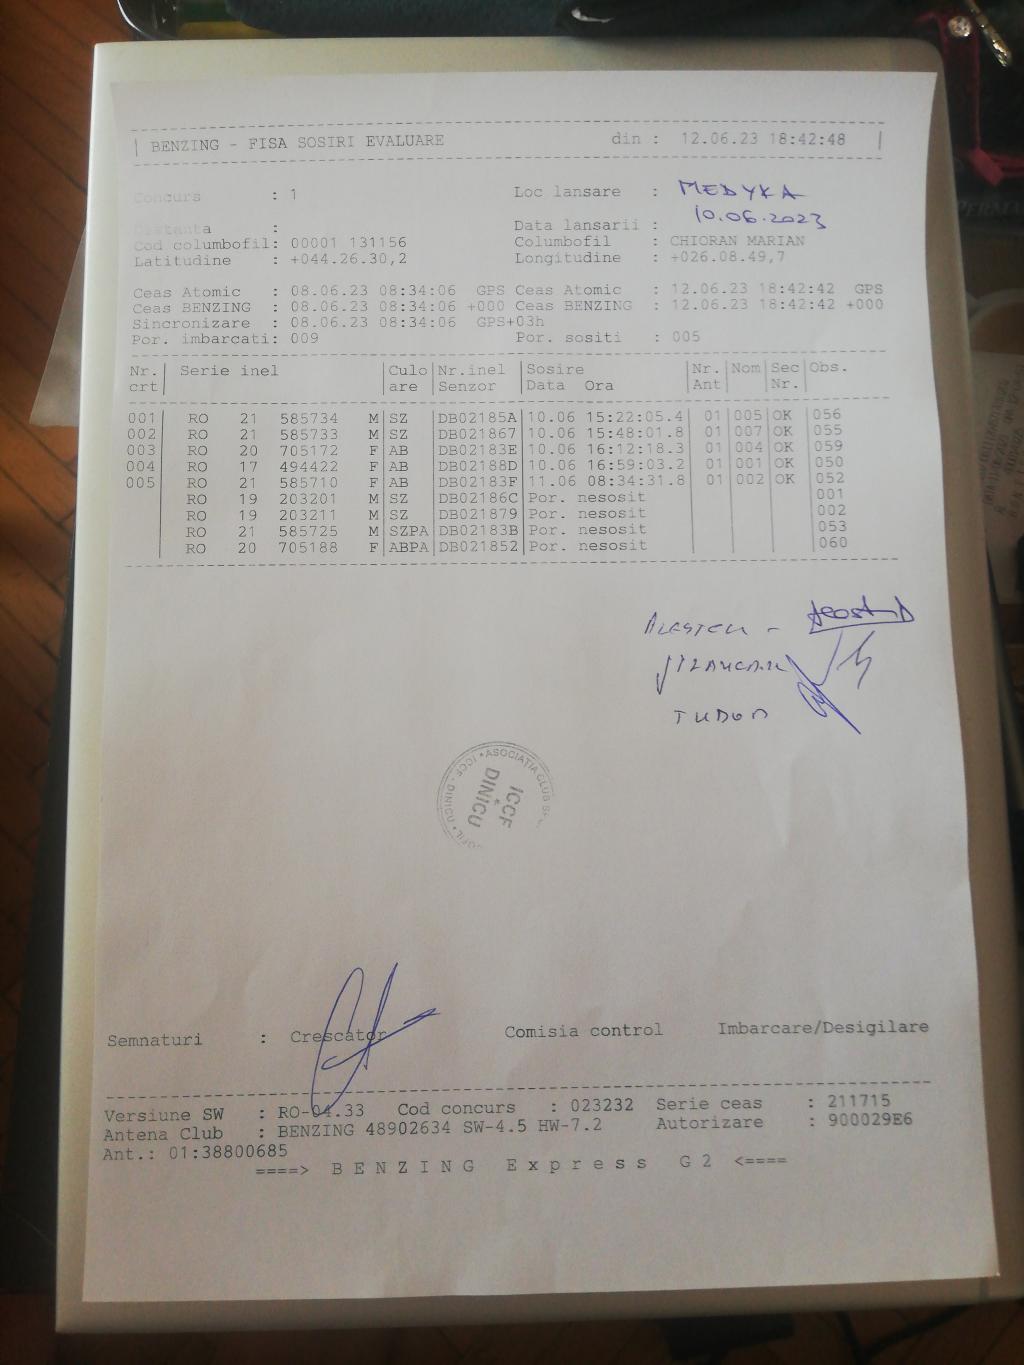 | BENZING - FISA SOSIRI EVALUARE din : 12.06.23 18:42:48 |
Concurs : 1 Loc lansare : MEDYKA
Distanta : Data lansarii : 10.06.2023
Cod columbofil: 00001 131156 Columbofil : CHIORAN MARIAN
Latitudine : +044.26.30,2 Longitudine : +026.08.49,7
Ceas Atomic : 08.06.23 08:34:06 GPS Ceas Atomic : 12.06.23 18:42:42 GPS
Ceas BENZING : 08.06.23 08:34:06 +000 Ceas BENZING : 12.06.23 18:42:42 +000
Sincronizare : 08.06.23 08:34:06 GPS+03h
Por. imbarcati: 009 Por. sositi : 005
Nr. | Serie inel |Culo|Nr.inel |Sosire |Nr.|Nom|Sec|Obs.
crt| |are |Senzor |Data Ora |Ant| |Nr.|
001| RO 21 585734 M|SZ |DB02185A|10.06 15:22:05.4| 01 |005|OK |056
002| RO 21 585733 M|SZ |DB021867|10.06 15:48:01.8| 01 |007|OK |055
003| RO 20 705172 F|AB |DB02183E|10.06 16:12:18.3| 01 |004|OK |059
004| RO 17 494422 F|AB |DB02188D|10.06 16:59:03.2| 01 |001|OK |050
005| RO 21 585710 F|AB |DB02183F|11.06 08:34:31.8| 01 |002|OK |052
| RO 19 203201 M|SZ |DB02186C|Por. nesosit | | | |001
| RO 19 203211 M|SZ |DB021879|Por. nesosit | | | |002
| RO 21 585725 M|SZPA|DB02183B|Por. nesosit | | | |053
| RO 20 705188 F|ABPA|DB021852|Por. nesosit | | | |060
TUDOR
ICCF
DINICU
Semnaturi : Crescator Comisia control Imbarcare/Desigilare
Versiune SW : RO-04.33 Cod concurs : 023232 Serie ceas : 211715
Antena Club : BENZING 48902634 SW-4.5 HW-7.2 Autorizare : 900029E6
Ant.: 01:38800685
====> B E N Z I N G E x p r e s s G 2 <====